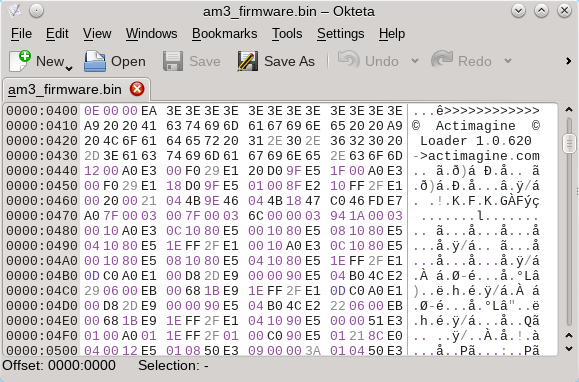 am3_firmware.bin – Okteta
File Edit View Windows Bookmarks Tools Settings Help
New Open Save Save As Undo Redo
am3_firmware.bin
0000:0400 0E 00 00 EA 3E 3E 3E 3E 3E 3E 3E 3E 3E 3E 3E 3E ...ê>>>>>>>>>>>>
0000:0410 A9 20 20 41 63 74 69 6D 61 67 69 6E 65 20 20 A9 ©  Actimagine  ©
0000:0420 20 4C 6F 61 64 65 72 20 31 2E 30 2E 36 32 30 20  Loader 1.0.620
0000:0430 2D 3E 61 63 74 69 6D 61 67 69 6E 65 2E 63 6F 6D ->actimagine.com
0000:0440 12 00 A0 E3 00 F0 29 E1 20 D0 9F E5 1F 00 A0 E3 .. ã.ð)á Ð.å.. ã
0000:0450 00 F0 29 E1 18 D0 9F E5 01 00 8F E2 10 FF 2F E1 .ð)á.Ð.å...â.ÿ/á
0000:0460 00 20 00 21 04 4B 9E 46 04 4B 18 47 C0 46 FD E7 . .!.K.F.K.GÀFýç
0000:0470 A0 7F 00 03 00 7F 00 03 6C 00 00 03 94 1A 00 03 .......l.......
0000:0480 00 10 A0 E3 0C 10 80 E5 00 10 80 E5 08 10 80 E5 .. ã...å...å...å
0000:0490 04 10 80 E5 1E FF 2F E1 00 10 A0 E3 0C 10 80 E5 ...å.ÿ/á.. ã...å
0000:04A0 00 10 80 E5 08 10 80 E5 04 10 80 E5 1E FF 2F E1 ...å...å...å.ÿ/á
0000:04B0 0D C0 A0 E1 00 D8 2D E9 00 00 90 E5 04 B0 4C E2 .À á.Ø-é...å.°Lâ
0000:04C0 29 06 00 EB 00 68 1B E9 1E FF 2F E1 0D C0 A0 E1 )..ë.h.é.ÿ/á.À á
0000:04D0 00 D8 2D E9 00 00 90 E5 04 B0 4C E2 22 06 00 EB .Ø-é...å.°Lâ"..ë
0000:04E0 00 68 1B E9 1E FF 2F E1 04 10 90 E5 00 00 51 E3 .h.é.ÿ/á...å..Qã
0000:04F0 01 00 A0 01 1E FF 2F 01 00 C0 90 E5 01 21 8C E0 .. ..ÿ/..À.å.!.à
0000:0500 04 00 12 E5 01 08 50 E3 09 00 00 3A 01 04 50 E3 ...å..Pã...:..Pã
Offset: 0000:0000 Selection: -